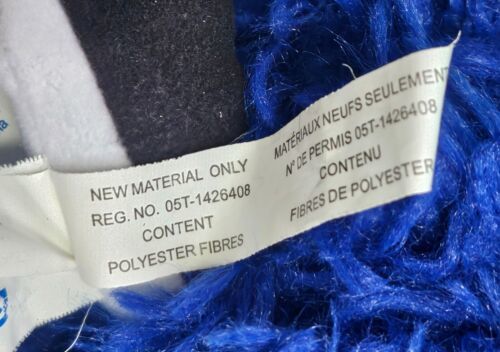 NEW MATERIAL ONLY
REG. NO. 05T-1426408
CONTENT
POLYESTER FIBRES
MATÉRIAUX NEUFS SEULEMENT
N° DE PERMIS 05T-1426408
CONTENU
FIBRES DE POLYESTER